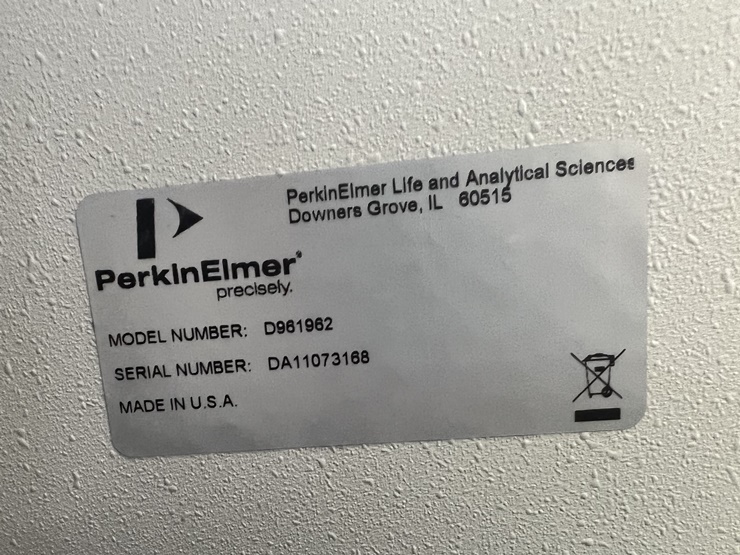 PerkinElmer Life and Analytical Sciences
Downers Grove, IL 60515
PerkinElmer®
precisely.
MODEL NUMBER: D961962
SERIAL NUMBER: DA11073168
MADE IN U.S.A.